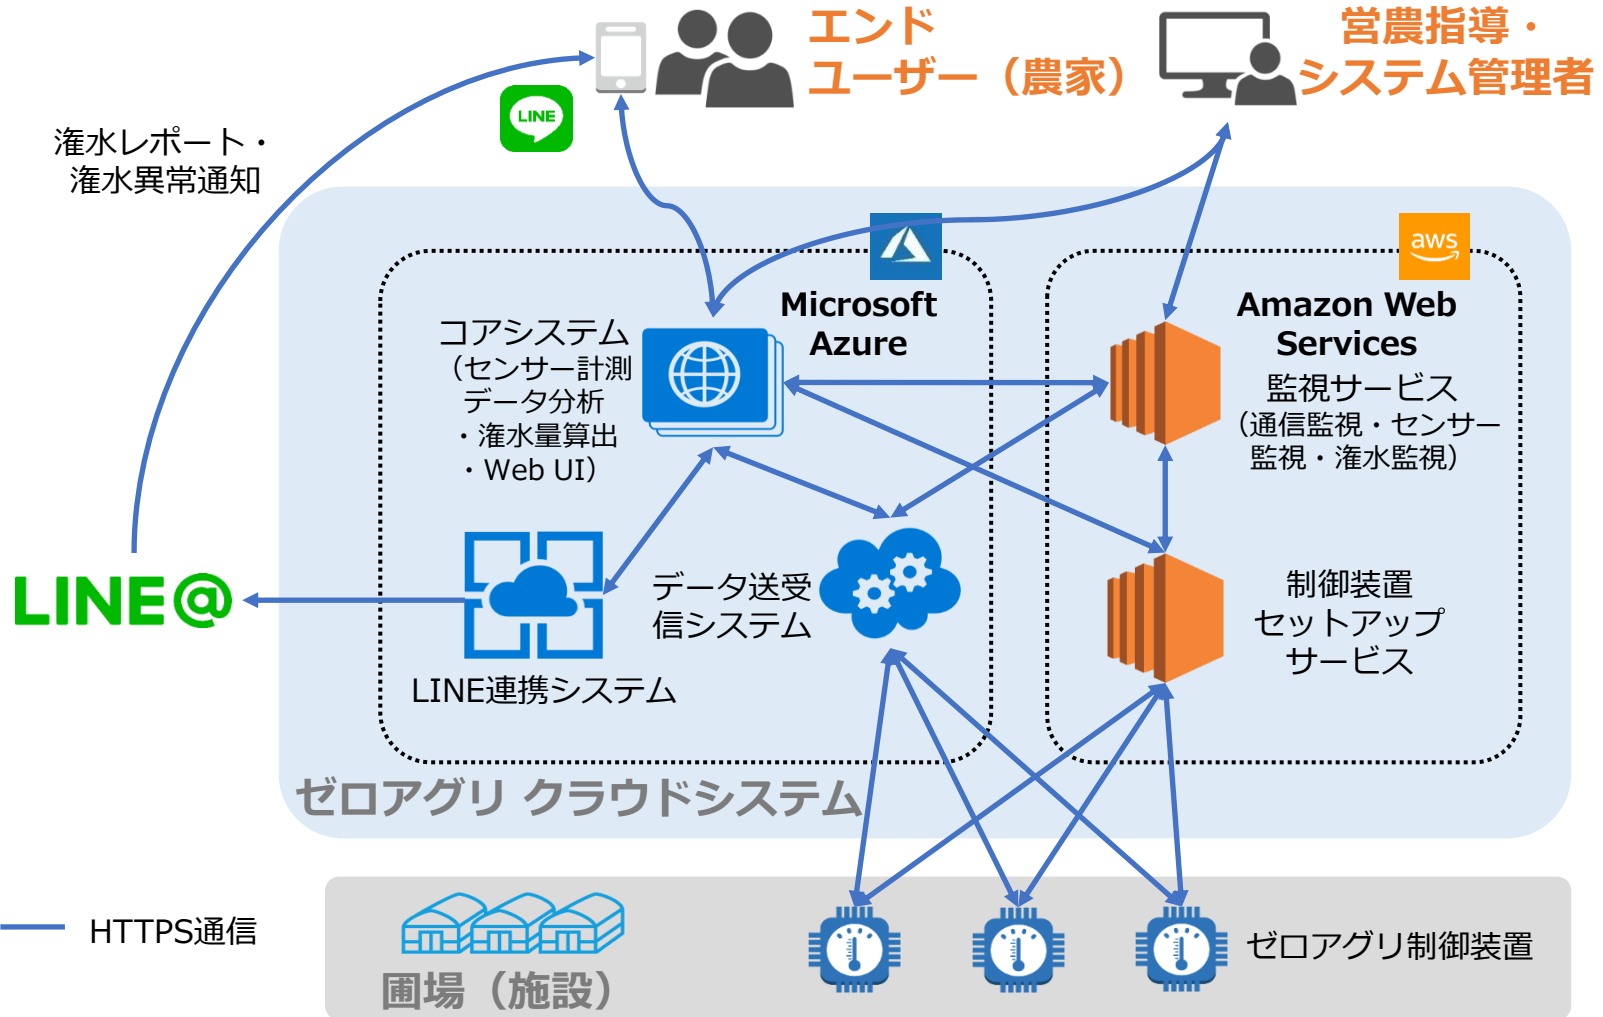 エンド
ユーザー（農家）
営農指導・
システム管理者
LINE
潅水レポート・
潅水異常通知
aws
Microsoft
Azure
Amazon Web
Services
コアシステム
（センサー計測
データ分析
・潅水量算出
・Web UI）
監視サービス
（通信監視・センサー
監視・潅水監視）
LINE@
データ送受
信システム
制御装置
セットアップ
サービス
LINE連携システム
ゼロアグリ クラウドシステム
HTTPS通信
ゼロアグリ制御装置
圃場（施設）